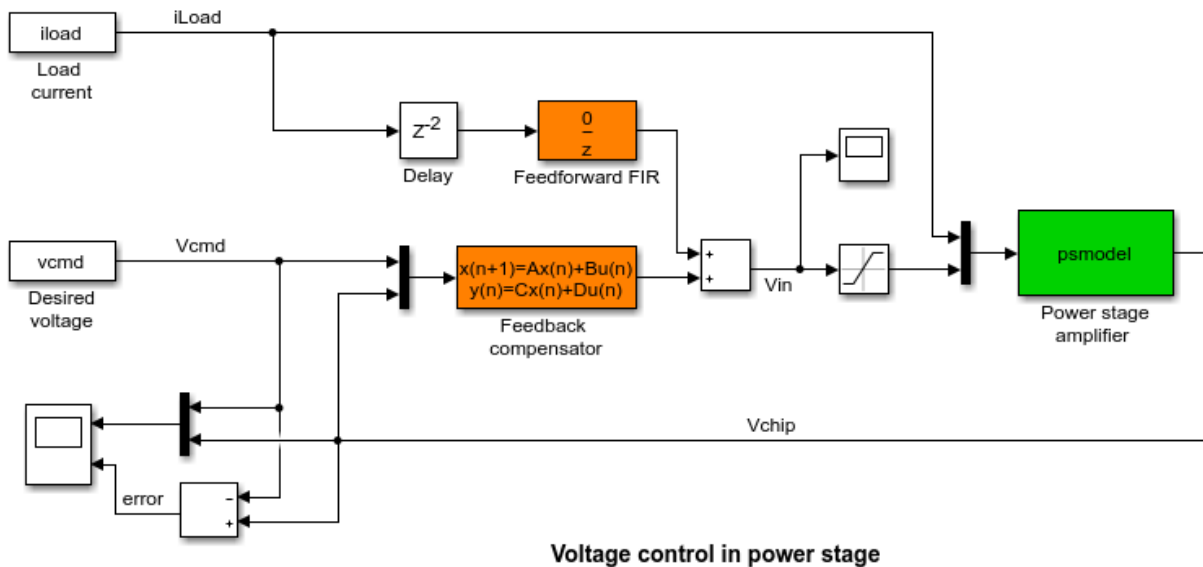 iLoad
iload
Load
current
Z-2
Delay
0
z
Feedforward FIR
Vcmd
vcmd
Desired
voltage
x(n+1)=Ax(n)+Bu(n)
y(n)=Cx(n)+Du(n)
Feedback
compensator
+
+
Vin
psmodel
Power stage
amplifier
Vchip
error
−
+
Voltage control in power stage